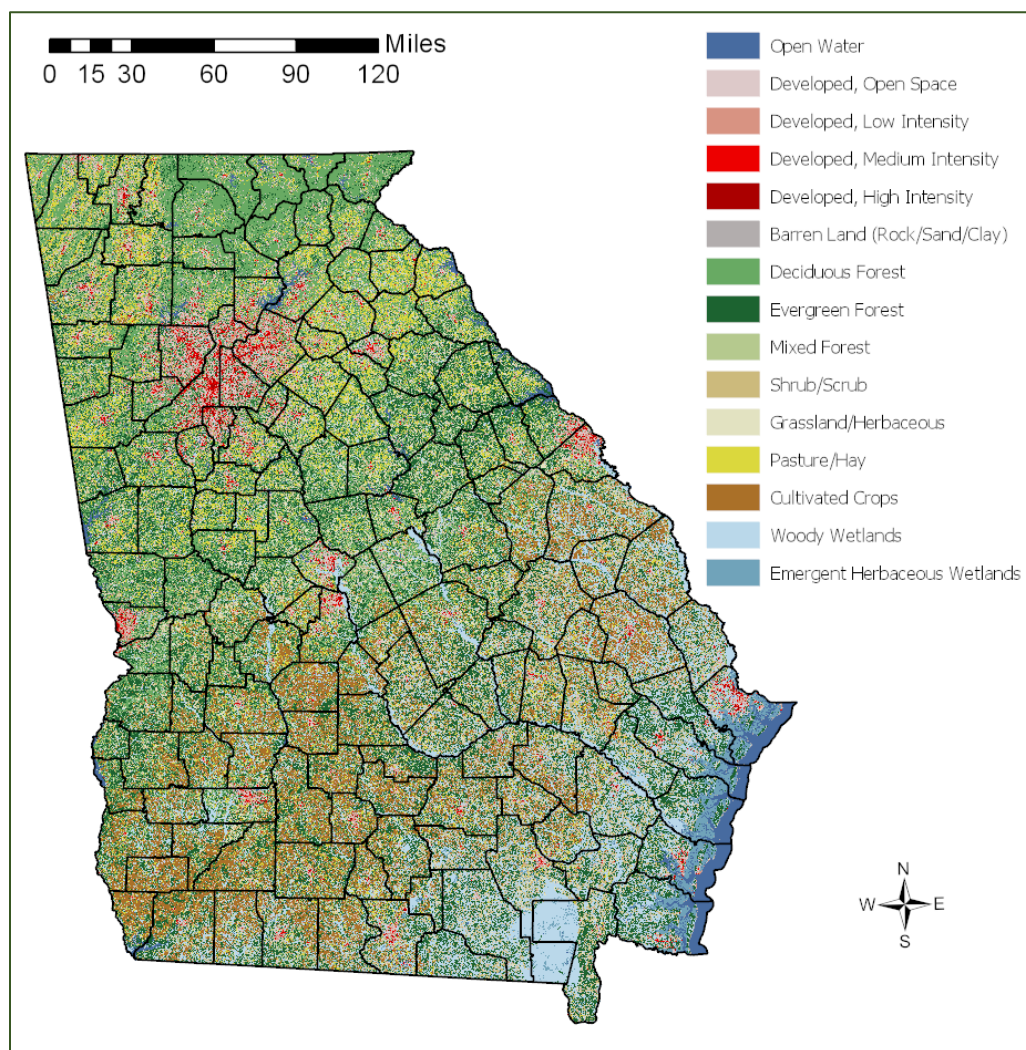 Miles
0 15 30 60 90 120
Open Water
Developed, Open Space
Developed, Low Intensity
Developed, Medium Intensity
Developed, High Intensity
Barren Land (Rock/Sand/Clay)
Deciduous Forest
Evergreen Forest
Mixed Forest
Shrub/Scrub
Grassland/Herbaceous
Pasture/Hay
Cultivated Crops
Woody Wetlands
Emergent Herbaceous Wetlands
N
W E
S